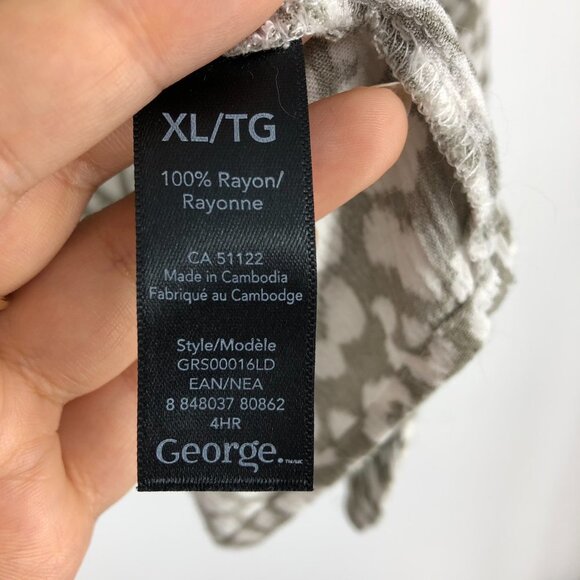 XL/TG
100% Rayon/
Rayonne
CA 51122
Made in Cambodia
Fabriqué au Cambodge
Style/Modèle
GRS00016LD
EAN/NEA
8 848037 80862
4HR
George.